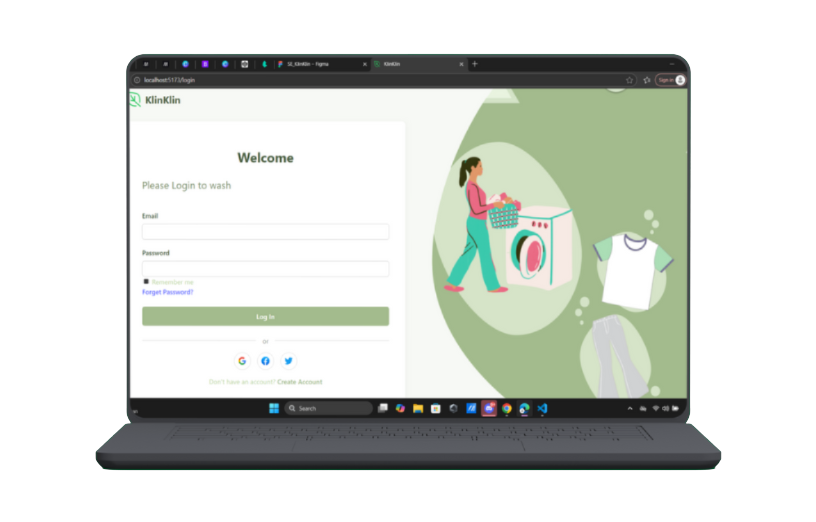 SI_KlinKlin - Figma
KlinKlin
localhost:5173/login
Sign in
KlinKlin
Welcome
Please Login to wash
Email
Password
Remember me
Forget Password?
Log in
or
Don't have an account? Create Account
Search